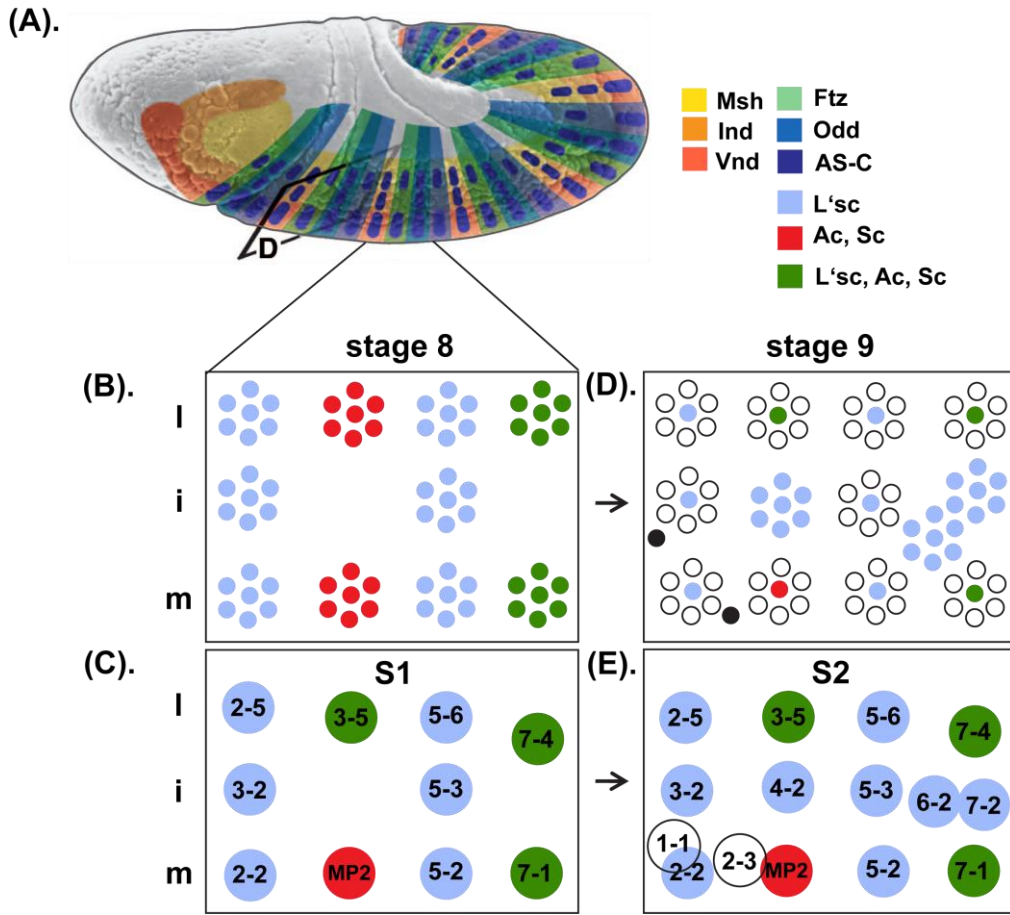 (A).
Msh
Ind
Vnd
Ftz
Odd
AS-C
L‘sc
Ac, Sc
L‘sc, Ac, Sc
D
stage 8
stage 9
(B).
l
i
m
(D).
(C).
S1
l
i
m
2-5
3-5
5-6
7-4
3-2
5-3
2-2
MP2
5-2
7-1
(E).
S2
2-5
3-5
5-6
7-4
3-2
4-2
5-3
6-2
7-2
1-1
2-2
2-3
MP2
5-2
7-1